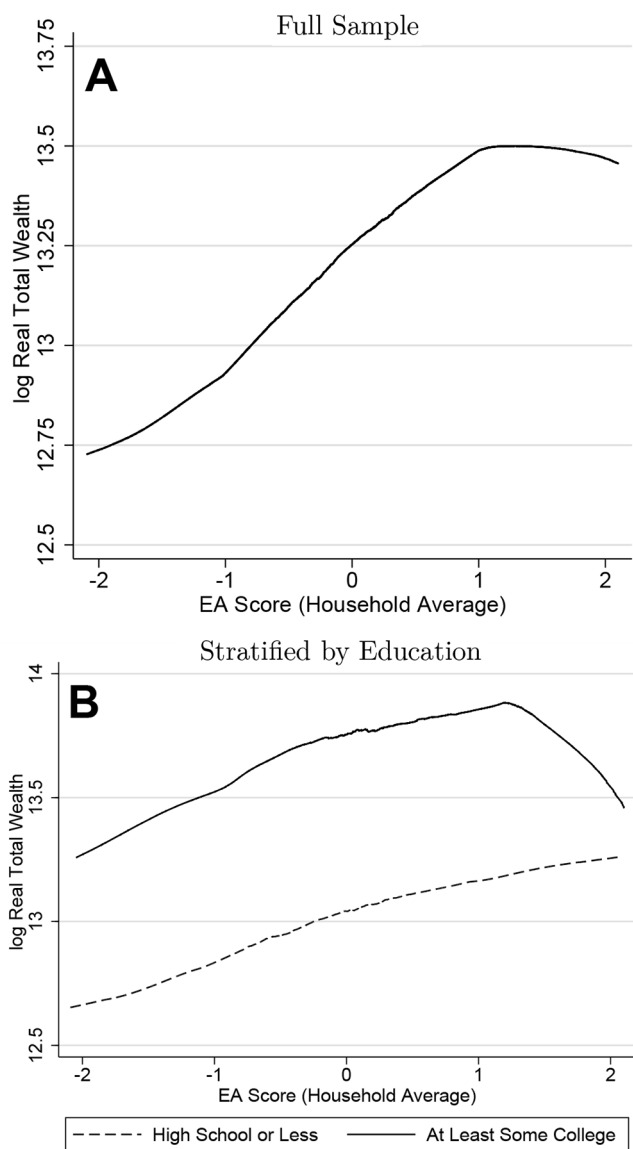 Full Sample
A
13.75
13.5
13.25
13
12.75
12.5
log Real Total Wealth
-2 -1 0 1 2
EA Score (Household Average)
Stratified by Education
B
14
13.5
13
12.5
log Real Total Wealth
-2 -1 0 1 2
EA Score (Household Average)
High School or Less At Least Some College